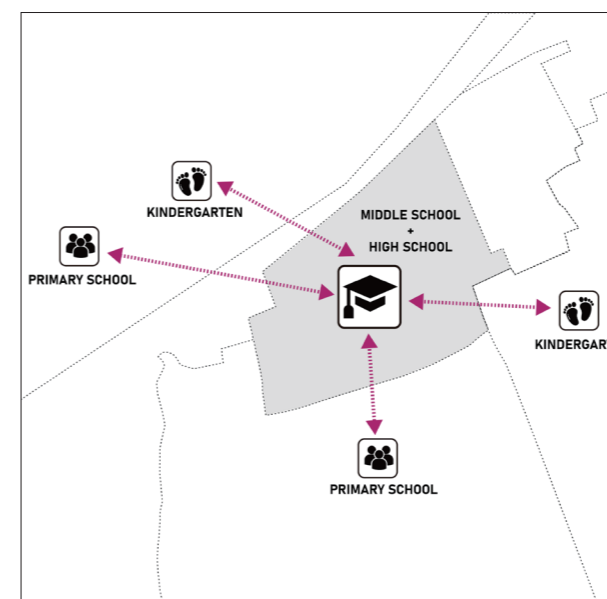 MIDDLE SCHOOL
+
HIGH SCHOOL
KINDERGARTEN
PRIMARY SCHOOL
KINDERGAR
PRIMARY SCHOOL